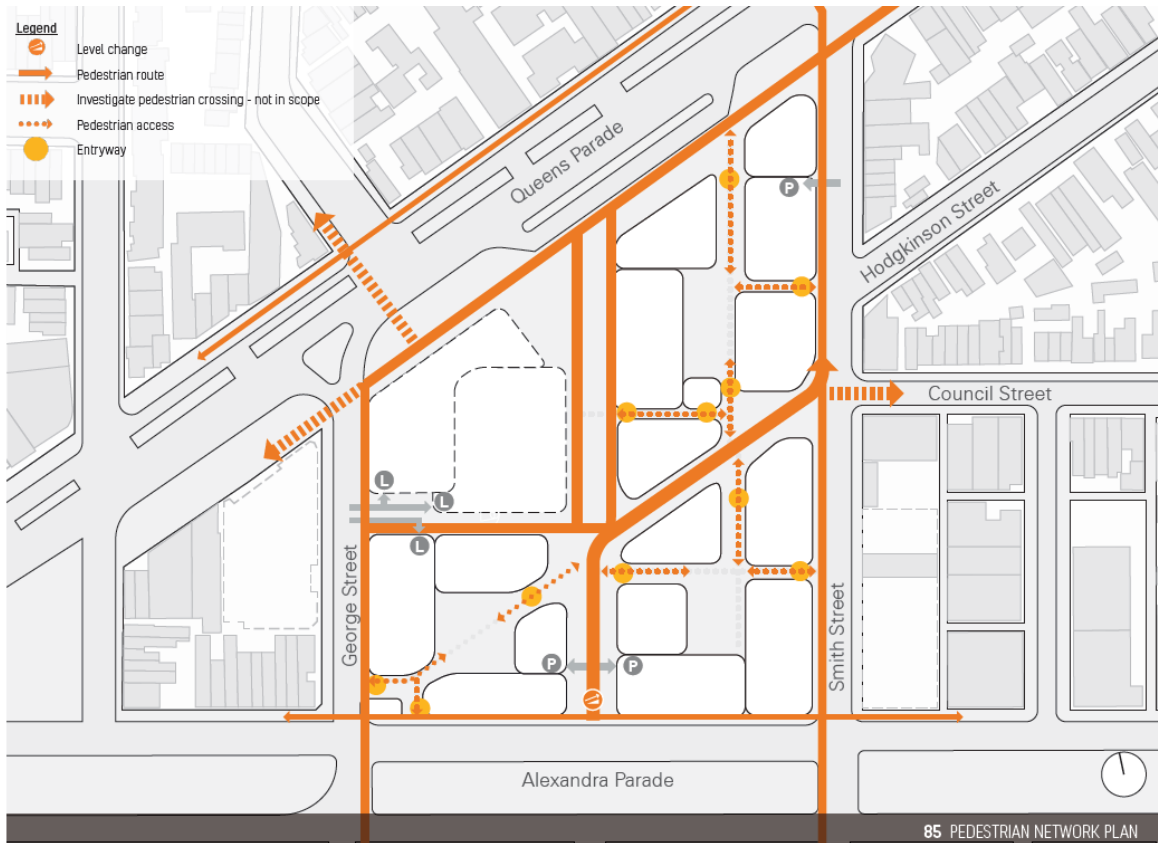 Legend
Level change
Pedestrian route
Investigate pedestrian crossing - not in scope
Pedestrian access
Entryway
Queens Parade
P
Hodgkinson Street
Council Street
L
L
L
George Street
Smith Street
P
P
Alexandra Parade
85 PEDESTRIAN NETWORK PLAN